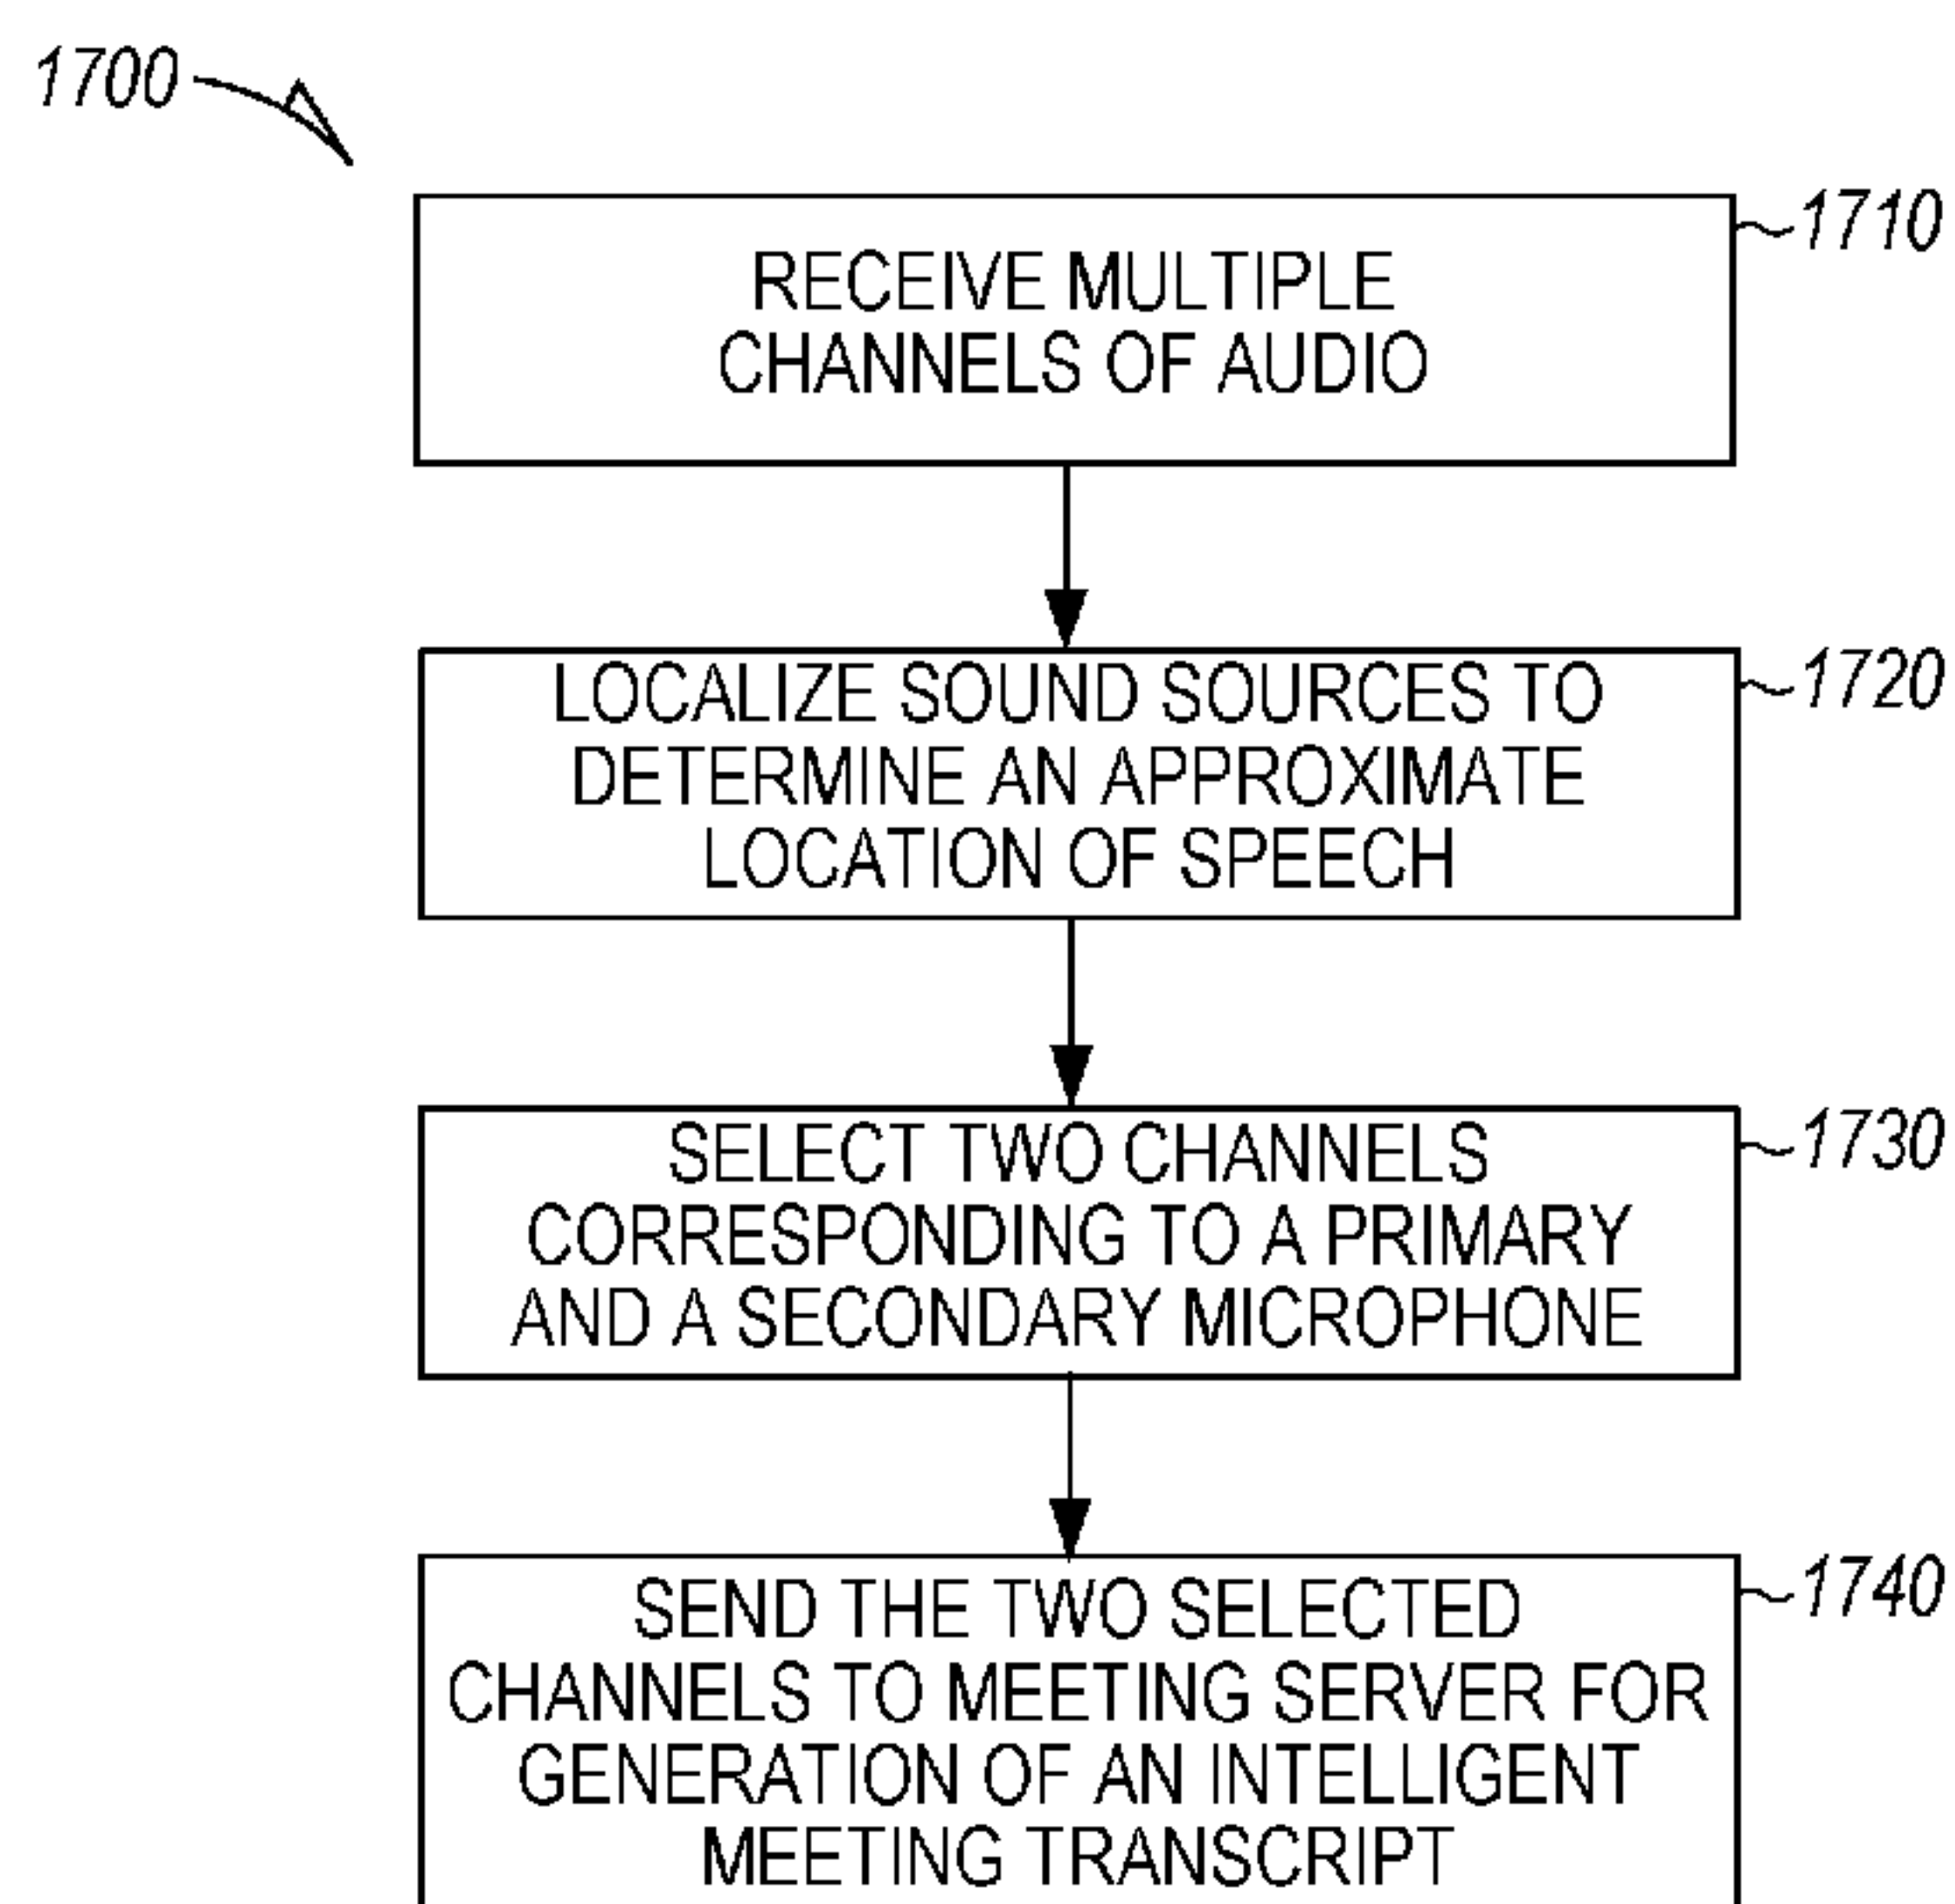 1700
RECEIVE MULTIPLE
CHANNELS OF AUDIO
1710
LOCALIZE SOUND SOURCES TO
DETERMINE AN APPROXIMATE
LOCATION OF SPEECH
1720
SELECT TWO CHANNELS
CORRESPONDING TO A PRIMARY
AND A SECONDARY MICROPHONE
1730
SEND THE TWO SELECTED
CHANNELS TO MEETING SERVER FOR
GENERATION OF AN INTELLIGENT
MEETING TRANSCRIPT
1740